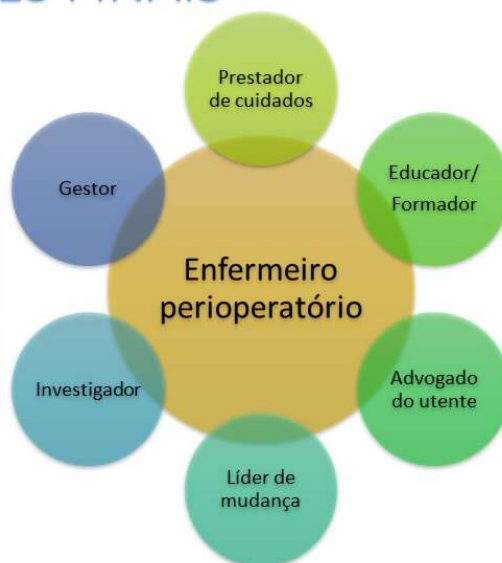 Prestador
de cuidados
Educador/
Formador
Advogado
do utente
Líder de
mudança
Investigador
Gestor
Enfermeiro
perioperatório